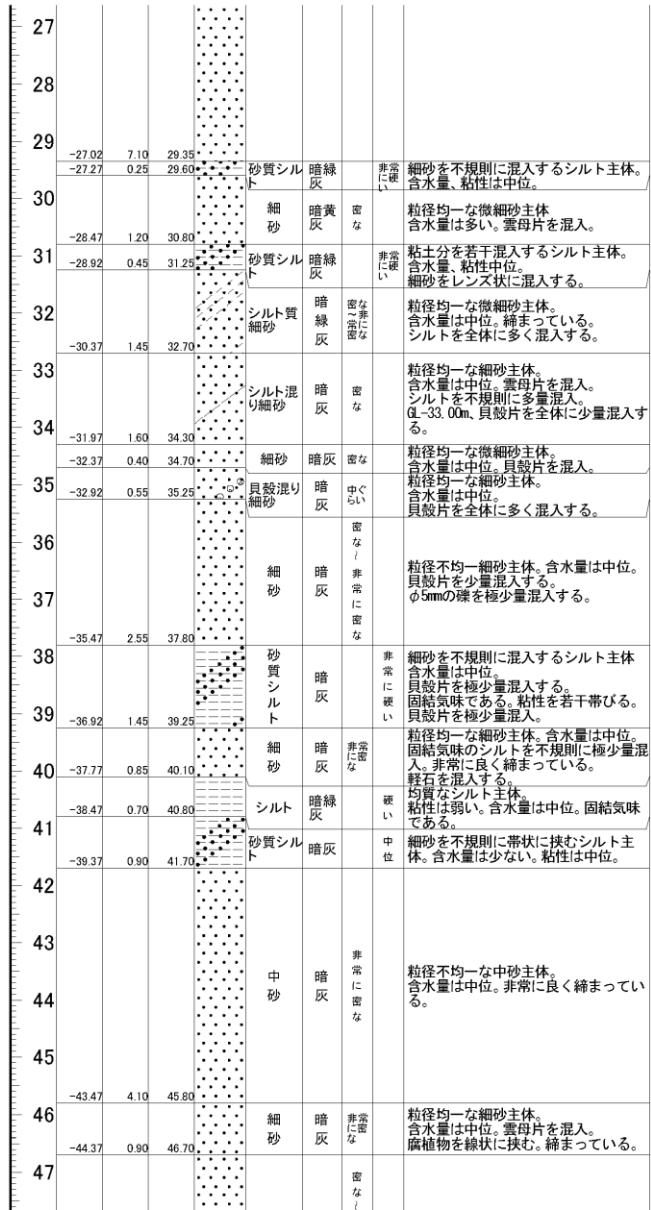 27
28
29
-27.02 7.10 29.35
-27.27 0.25 29.60
砂質シル
ト
暗緑
灰
非常
に硬
い
細砂を不規則に混入するシルト主体。
含水量、粘性は中位。
30
-28.47 1.20 30.80
細
砂
暗黄
灰
密
な
粒径均一な微細砂主体
含水量は多い。雲母片を混入。
31
-28.92 0.45 31.25
砂質シル
ト
暗緑
灰
非常
に硬
い
粘土分を若干混入するシルト主体。
含水量、粘性中位。
細砂をレンズ状に混入する。
32
-30.37 1.45 32.70
シルト質
細砂
暗
緑
灰
密な
~非
常に
密な
粒径均一な微細砂主体。
含水量は中位。締まっている。
シルトを全体に多く混入する。
33
34
-31.97 1.60 34.30
シルト混
り細砂
暗
灰
密
な
粒径均一な細砂主体。
含水量は中位。雲母片を混入。
シルトを不規則に多量混入。
GL-33.00m、貝殻片を全体に少量混入す
る。
-32.37 0.40 34.70
細砂
暗灰
密な
粒径均一な微細砂主体。
含水量は中位。貝殻片を混入。
35
-32.92 0.55 35.25
貝殻混り
細砂
暗
灰
中ぐ
らい
粒径均一な細砂主体。
含水量は中位。
貝殻片を全体に多く混入する。
36
37
-35.47 2.55 37.80
細
砂
暗
灰
密
な
~
非
常
に
密
な
粒径不均一細砂主体。含水量は中位。
貝殻片を少量混入する。
φ5mmの礫を極少量混入する。
38
39
-36.92 1.45 39.25
砂
質
シ
ル
ト
暗
灰
非
常
に
硬
い
細砂を不規則に混入するシルト主体
含水量は中位。
貝殻片を極少量混入する。
固結気味である。粘性を若干帯びる。
貝殻片を極少量混入。
40
-37.77 0.85 40.10
細
砂
暗
灰
非常
に密
な
粒径均一な細砂主体。含水量は中位。
固結気味のシルトを不規則に極少量混
入。非常に良く締まっている。
軽石を混入する。
-38.47 0.70 40.80
シルト
暗緑
灰
硬
い
均質なシルト主体。
粘性は弱い。含水量は中位。固結気味
である。
41
-39.37 0.90 41.70
砂質シル
ト
暗灰
中
位
細砂を不規則に帯状に挟むシルト主
体。含水量は少ない。粘性は中位。
42
43
44
45
-43.47 4.10 45.80
中
砂
暗
灰
非
常
に
密
な
粒径不均一な中砂主体。
含水量は中位。非常に良く締まってい
る。
46
-44.37 0.90 46.70
細
砂
暗
灰
非常
に密
な
粒径均一な細砂主体。
含水量は中位。雲母片を混入。
腐植物を線状に挟む。締まっている。
47
密
な
~